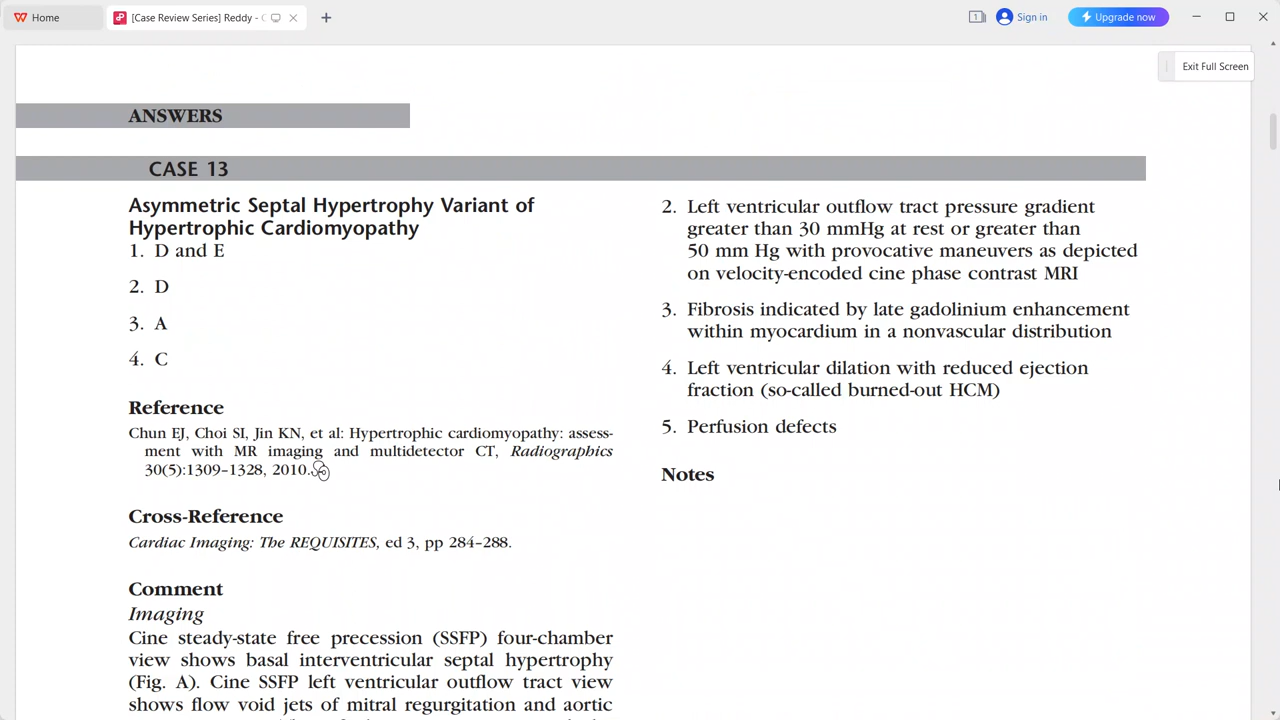 Home
[Case Review Series] Reddy - C
1
Sign in
Upgrade now
Exit Full Screen
ANSWERS
CASE 13
Asymmetric Septal Hypertrophy Variant of
Hypertrophic Cardiomyopathy
1. D and E
2. D
3. A
4. C
Reference
Chun EJ, Choi SI, Jin KN, et al: Hypertrophic cardiomyopathy: assess-
ment with MR imaging and multidetector CT, Radiographics
30(5):1309–1328, 2010.
Cross-Reference
Cardiac Imaging: The REQUISITES, ed 3, pp 284–288.
Comment
Imaging
Cine steady-state free precession (SSFP) four-chamber
view shows basal interventricular septal hypertrophy
(Fig. A). Cine SSFP left ventricular outflow tract view
shows flow void jets of mitral regurgitation and aortic
2. Left ventricular outflow tract pressure gradient
greater than 30 mmHg at rest or greater than
50 mm Hg with provocative maneuvers as depicted
on velocity-encoded cine phase contrast MRI
3. Fibrosis indicated by late gadolinium enhancement
within myocardium in a nonvascular distribution
4. Left ventricular dilation with reduced ejection
fraction (so-called burned-out HCM)
5. Perfusion defects
Notes